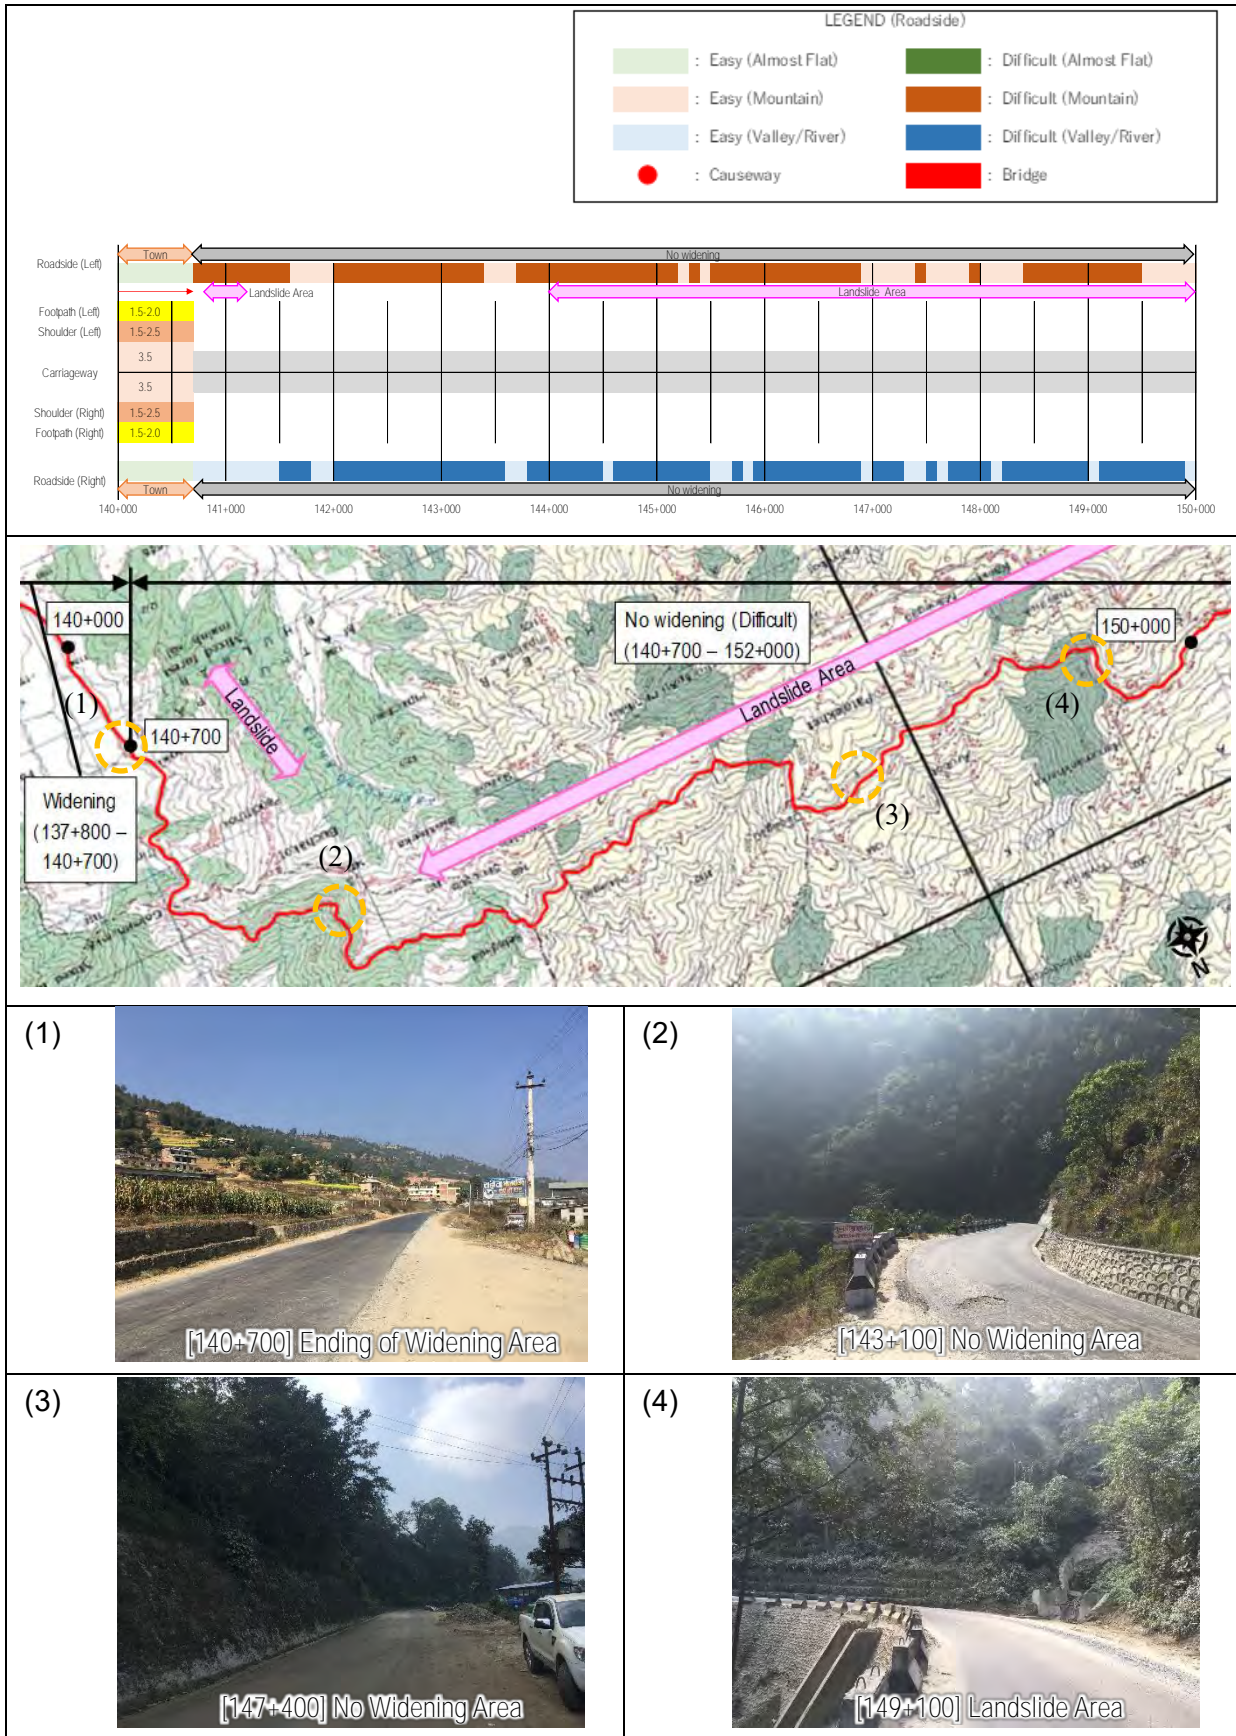 LEGEND (Roadside)
: Easy (Almost Flat) : Difficult (Almost Flat)
: Easy (Mountain) : Difficult (Mountain)
: Easy (Valley/River) : Difficult (Valley/River)
: Causeway : Bridge
Town No widening
Roadside (Left)
Landslide Area Landslide Area
Footpath (Left) 1.5-2.0
Shoulder (Left) 1.5-2.5
3.5
Carriageway
3.5
Shoulder (Right) 1.5-2.5
Footpath (Right) 1.5-2.0
Roadside (Right)
Town No widening
140+000 141+000 142+000 143+000 144+000 145+000 146+000 147+000 148+000 149+000 150+000
140+000
No widening (Difficult)
(140+700 – 152+000)
150+000
(1)
Landslide
Landslide Area
(4)
140+700
Widening
(137+800 –
140+700)
(2)
(3)
N
(1)
[140+700] Ending of Widening Area
(2)
[143+100] No Widening Area
(3)
[147+400] No Widening Area
(4)
[149+100] Landslide Area